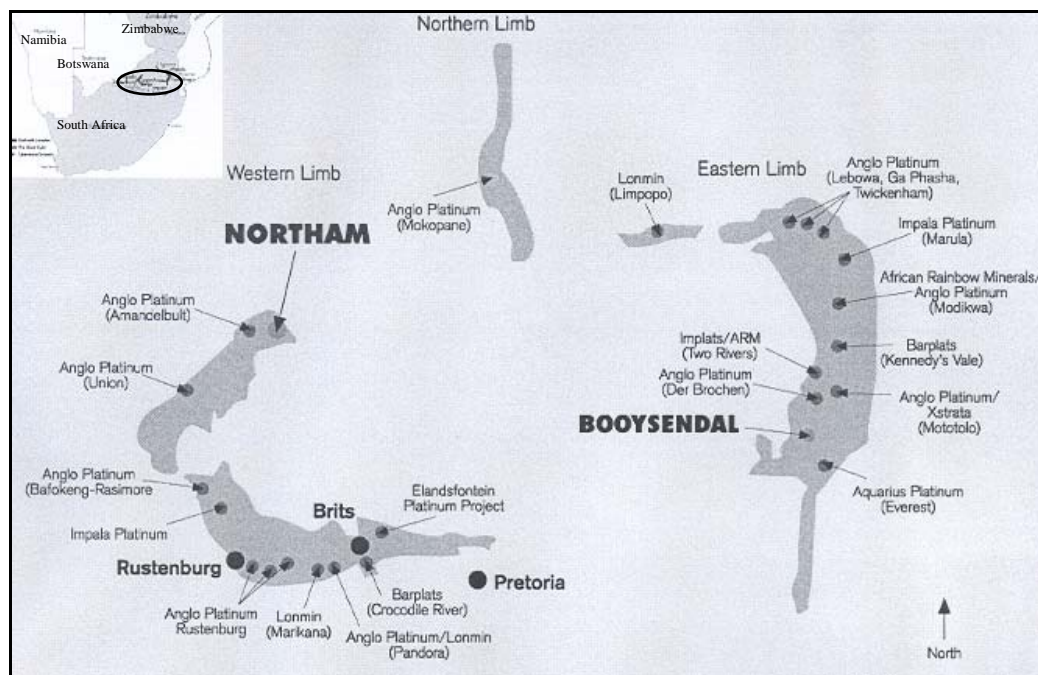 Namibia
Zimbabwe
Botswana
South Africa
Northern Limb
Western Limb
Eastern Limb
Anglo Platinum
(Mokopane)
Lonmin
(Limpopo)
Anglo Platinum
(Lebowa, Ga Phasha,
Twickenham)
Impala Platinum
(Marula)
African Rainbow Minerals/
Anglo Platinum
(Modikwa)
Barplats
(Kennedy's Vale)
Anglo Platinum/
Xstrata
(Mototolo)
Aquarius Platinum
(Everest)
Implats/ARM
(Two Rivers)
Anglo Platinum
(Der Brochen)
BOOYSENDAL
NORTHAM
Anglo Platinum
(Amandelbult)
Anglo Platinum
(Union)
Anglo Platinum
(Bafokeng-Rasimore
Impala Platinum
Rustenburg
Brits
Elandsfontein
Platinum Project
Pretoria
Anglo Platinum
Rustenburg
Lonmin
(Marikana)
Anglo Platinum/Lonmin
(Pandora)
Barplats
(Crocodile River)
North